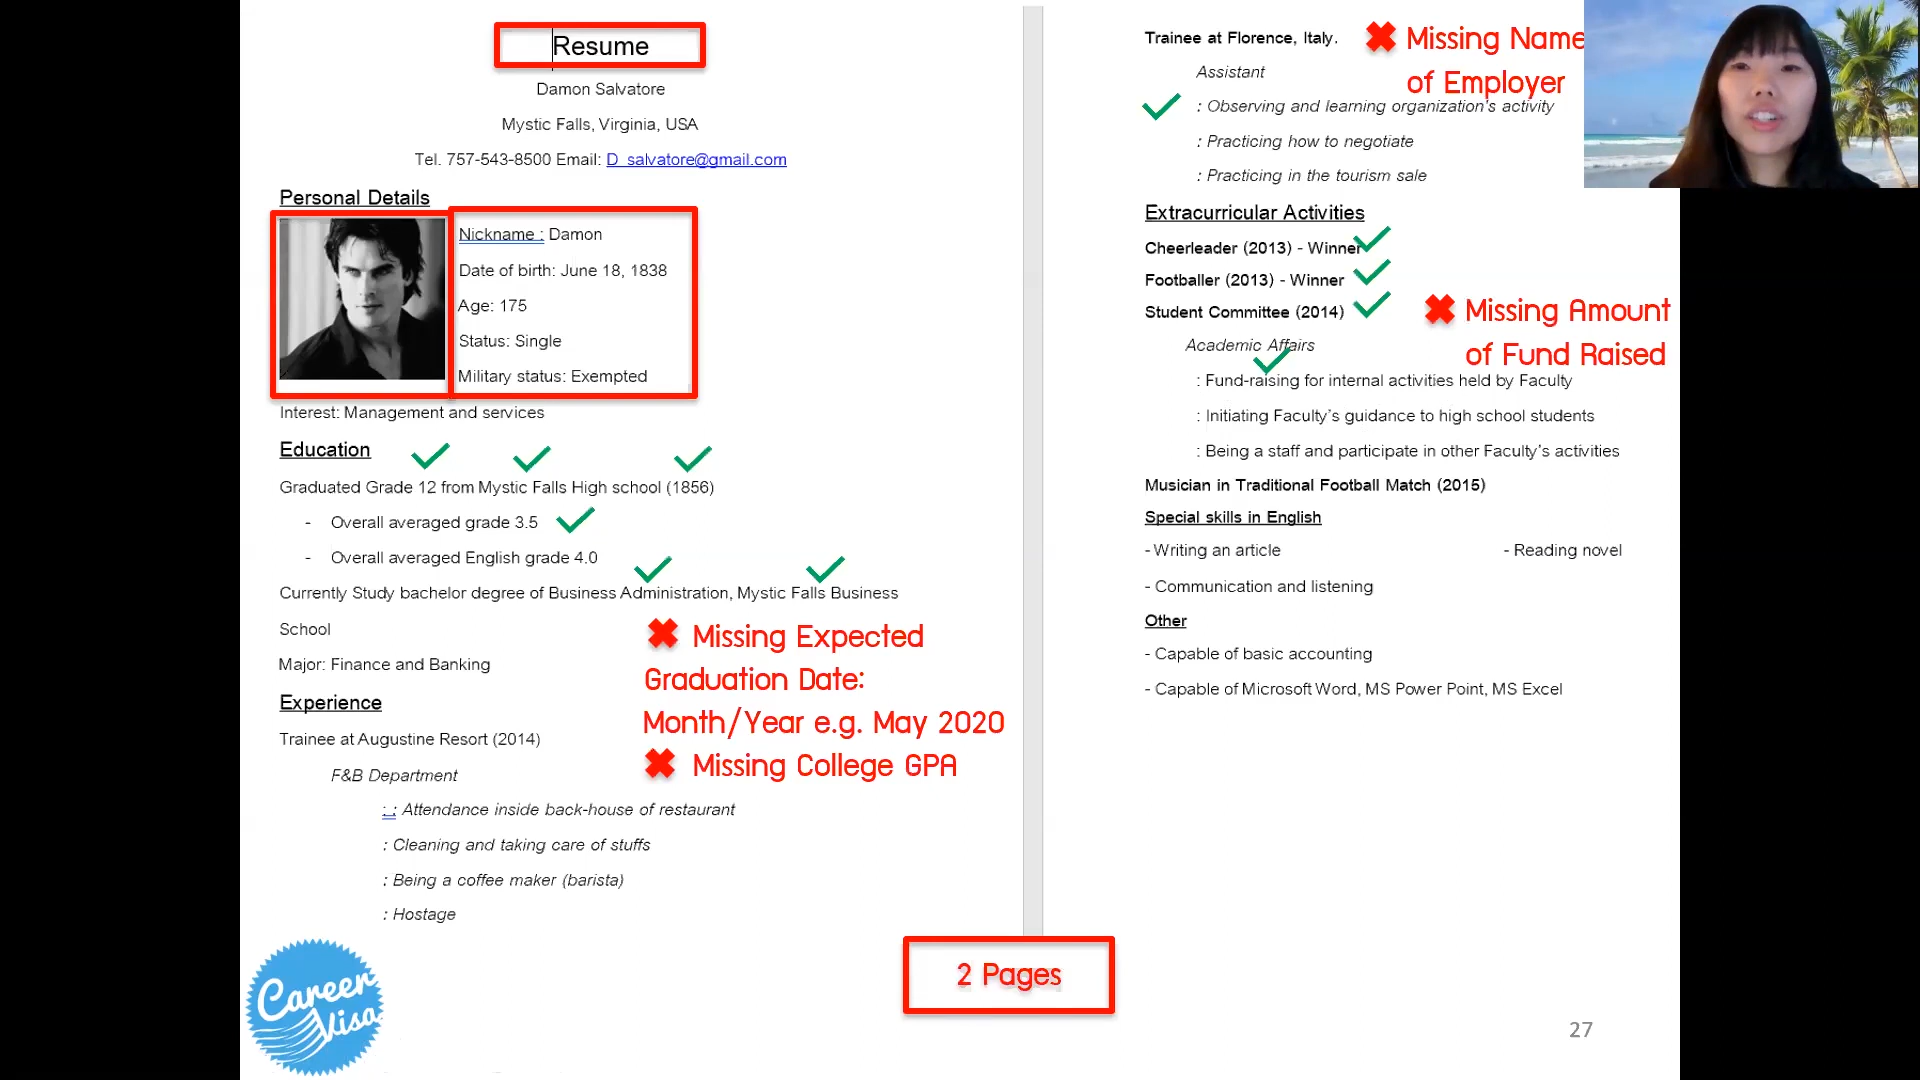 Resume
Damon Salvatore
Mystic Falls, Virginia, USA
Tel. 757-543-8500 Email: D_salvatore@gmail.com
Personal Details
Nickname : Damon
Date of birth: June 18, 1838
Age: 175
Status: Single
Military status: Exempted
Interest: Management and services
Education
Graduated Grade 12 from Mystic Falls High school (1856)
- Overall averaged grade 3.5
- Overall averaged English grade 4.0
Currently Study bachelor degree of Business Administration, Mystic Falls Business
School
Major: Finance and Banking
Missing Expected
Graduation Date:
Month/Year e.g. May 2020
Missing College GPA
Experience
Trainee at Augustine Resort (2014)
F&B Department
: : Attendance inside back-house of restaurant
: Cleaning and taking care of stuffs
: Being a coffee maker (barista)
: Hostage
Career
Visa
2 Pages
Trainee at Florence, Italy.
Missing Name
of Employer
Assistant
: Observing and learning organization's activity
: Practicing how to negotiate
: Practicing in the tourism sale
Extracurricular Activities
Cheerleader (2013) - Winner
Footballer (2013) - Winner
Student Committee (2014)
Missing Amount
of Fund Raised
Academic Affairs
: Fund-raising for internal activities held by Faculty
: Initiating Faculty's guidance to high school students
: Being a staff and participate in other Faculty's activities
Musician in Traditional Football Match (2015)
Special skills in English
- Writing an article - Reading novel
- Communication and listening
Other
- Capable of basic accounting
- Capable of Microsoft Word, MS Power Point, MS Excel
27